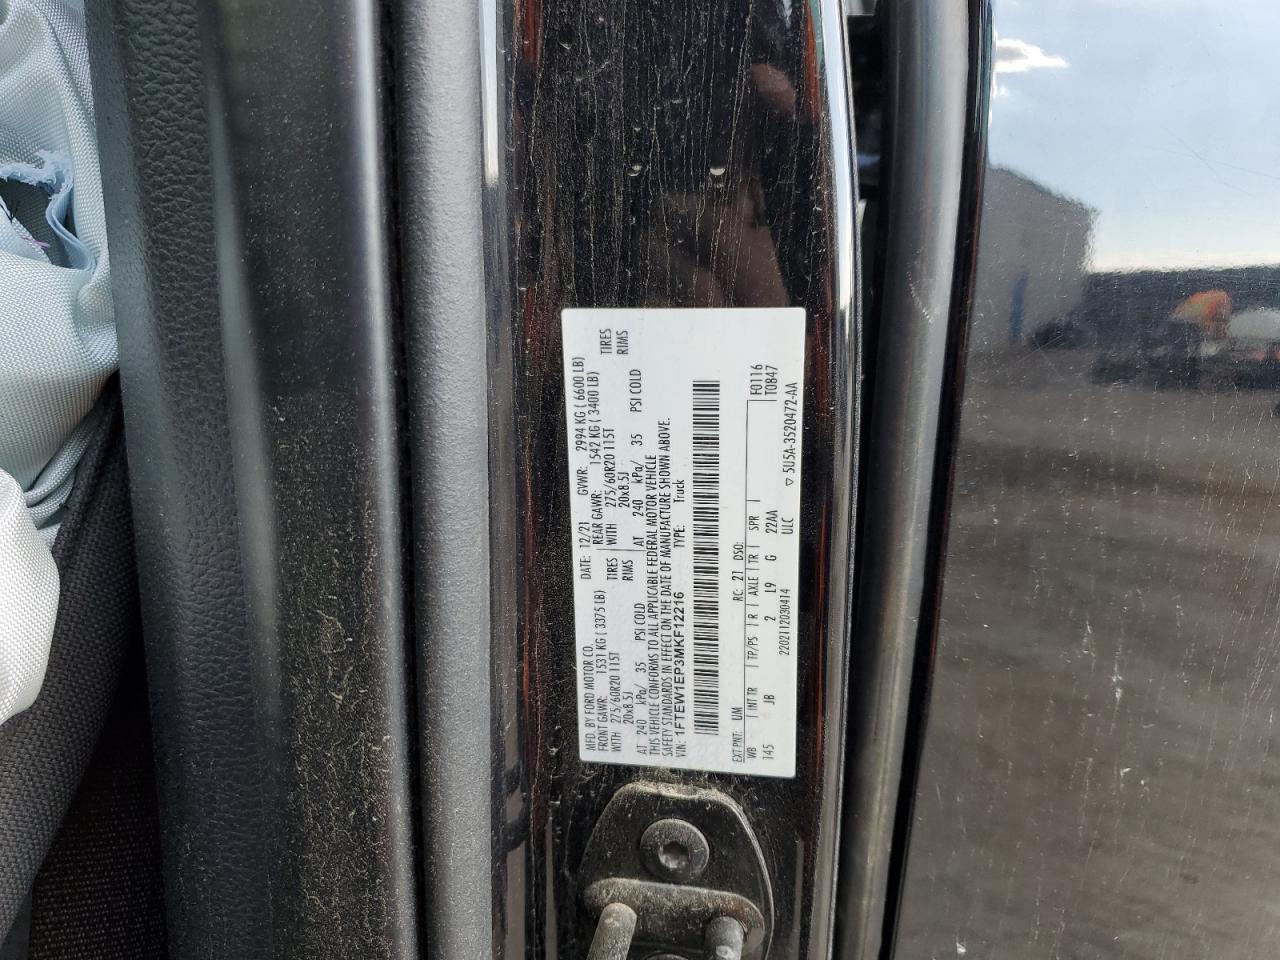 MFD. BY FORD MOTOR CO.
DATE: 12/21 GVWR: 2994 KG ( 6600 LB)
FRONT GAWR: 1531 KG ( 3375 LB) REAR GAWR: 1542 KG ( 3400 LB)
WITH 275/60R20 115T TIRES WITH 275/60R20 115T TIRES
20x8.5J RIMS 20x8.5J RIMS
AT 240 kPa/ 35 PSI COLD AT 240 kPa/ 35 PSI COLD
THIS VEHICLE CONFORMS TO ALL APPLICABLE FEDERAL MOTOR VEHICLE
SAFETY STANDARDS IN EFFECT ON THE DATE OF MANUFACTURE SHOWN ABOVE.
VIN: 1FTEW1EP3MKF12216 TYPE: Truck
EXT PNT: UM RC: 21 DSO: F0116
WB INT TR TP/PS R AXLE TR SPR T0847
145 JB 2 L9 G 22AA
2202112030414 ULC ▽ 5U5A-3520472-AA